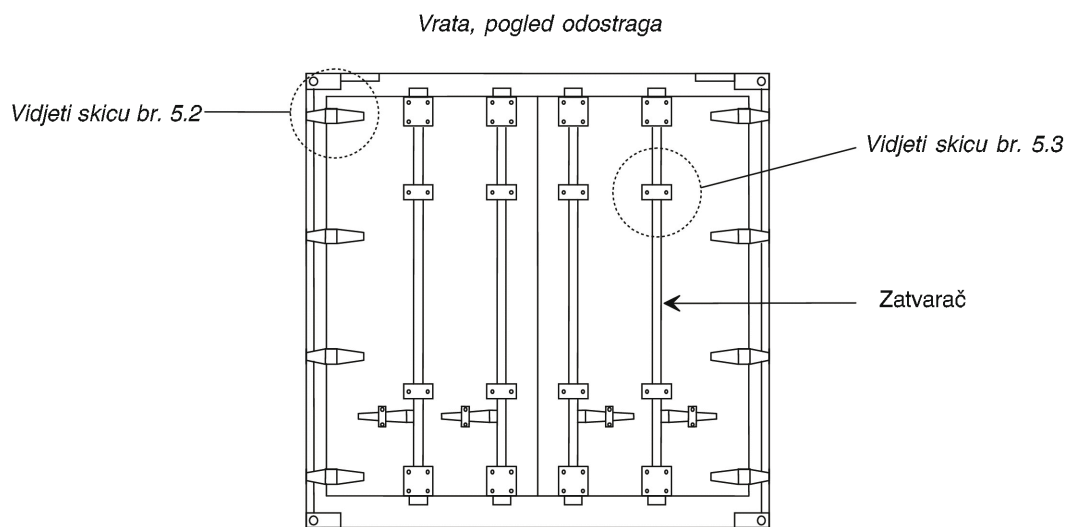 Vrata, pogled odostraga
Vidjeti skicu br. 5.2
Vidjeti skicu br. 5.3
Zatvarač